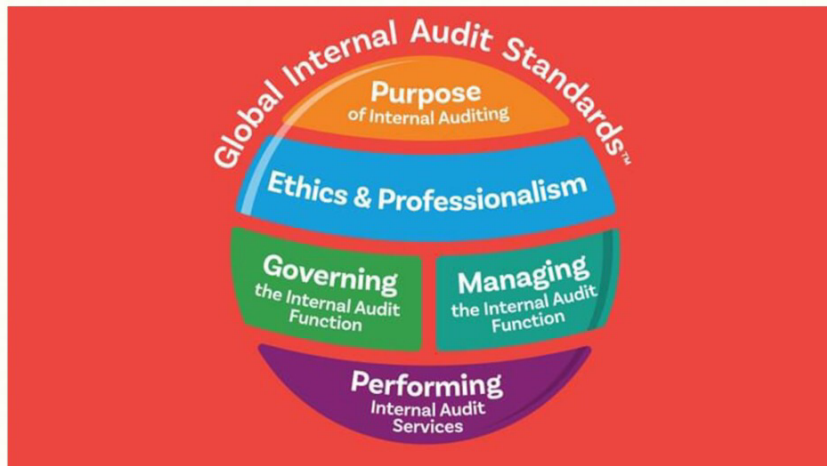 Global Internal Audit Standards™
Purpose
of Internal Auditing
Ethics & Professionalism
Governing
the Internal Audit
Function
Managing
the Internal Audit
Function
Performing
Internal Audit
Services